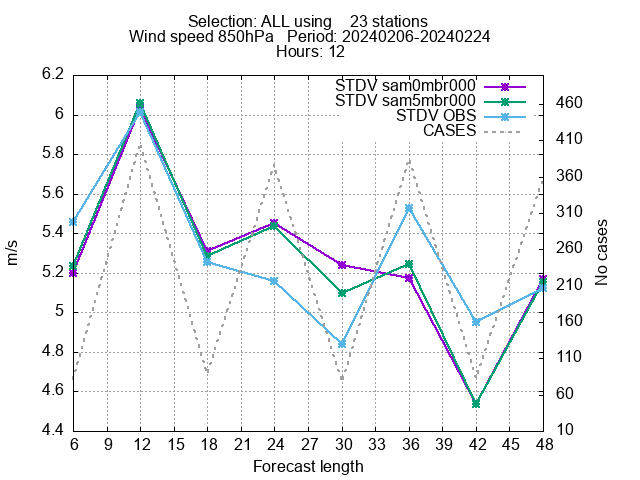 Selection: ALL using    23 stations
Wind speed 850hPa   Period: 20240206-20240224
Hours: 12
STDV sam0mbr000
STDV sam5mbr000
STDV OBS
CASES
6.2
6
5.8
5.6
5.4
5.2
5
4.8
4.6
4.4
m/s
460
410
360
310
260
210
160
110
60
10
No cases
6 12 15 18 21 24 27 30 33 36 39 42 45 48
Forecast length